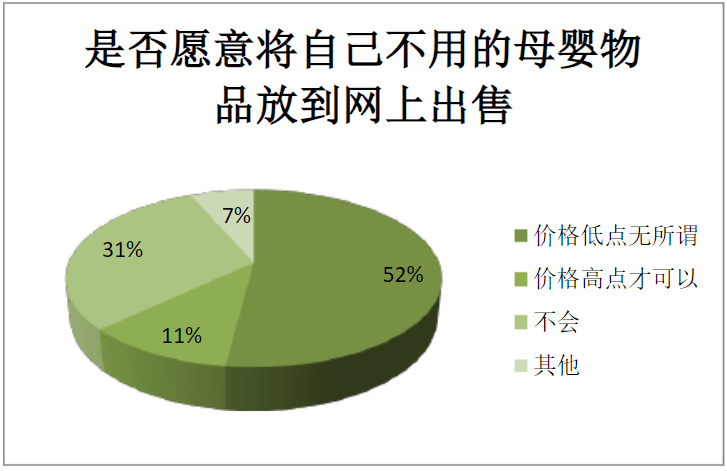 是否愿意将自己不用的母婴物
品放到网上出售
7%
31%
52%
11%
价格低点无所谓
价格高点才可以
不会
其他